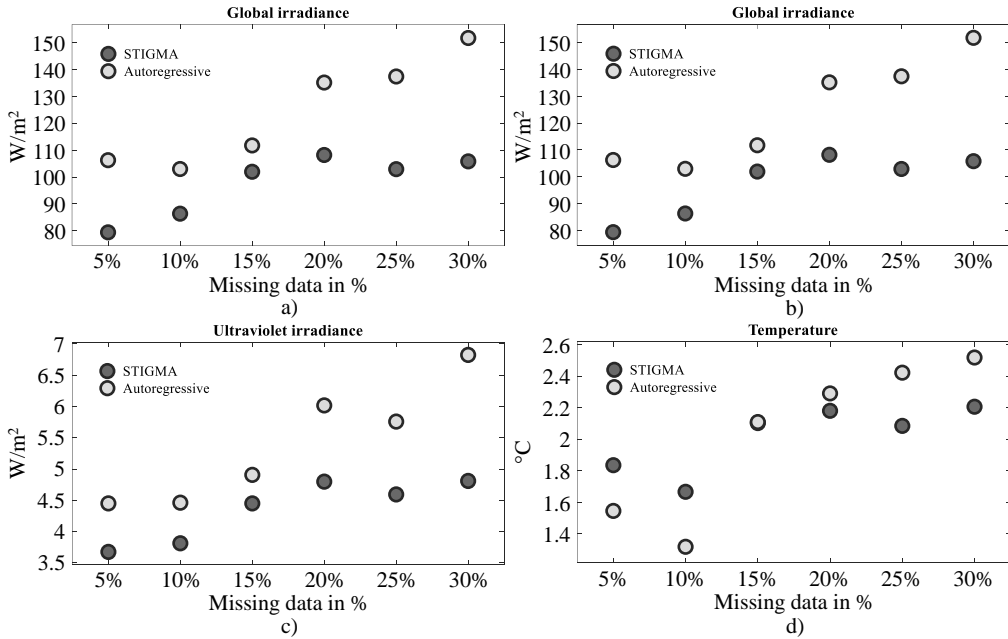 Global irradiance
150
140
130
120
110
100
90
80
W/m²
STIGMA
Autoregressive
5% 10% 15% 20% 25% 30%
Missing data in %
a)
Global irradiance
150
140
130
120
110
100
90
80
W/m²
STIGMA
Autoregressive
5% 10% 15% 20% 25% 30%
Missing data in %
b)
Ultraviolet irradiance
7
6.5
6
5.5
5
4.5
4
3.5
W/m²
STIGMA
Autoregressive
5% 10% 15% 20% 25% 30%
Missing data in %
c)
Temperature
2.6
2.4
2.2
2
1.8
1.6
1.4
°C
STIGMA
Autoregressive
5% 10% 15% 20% 25% 30%
Missing data in %
d)